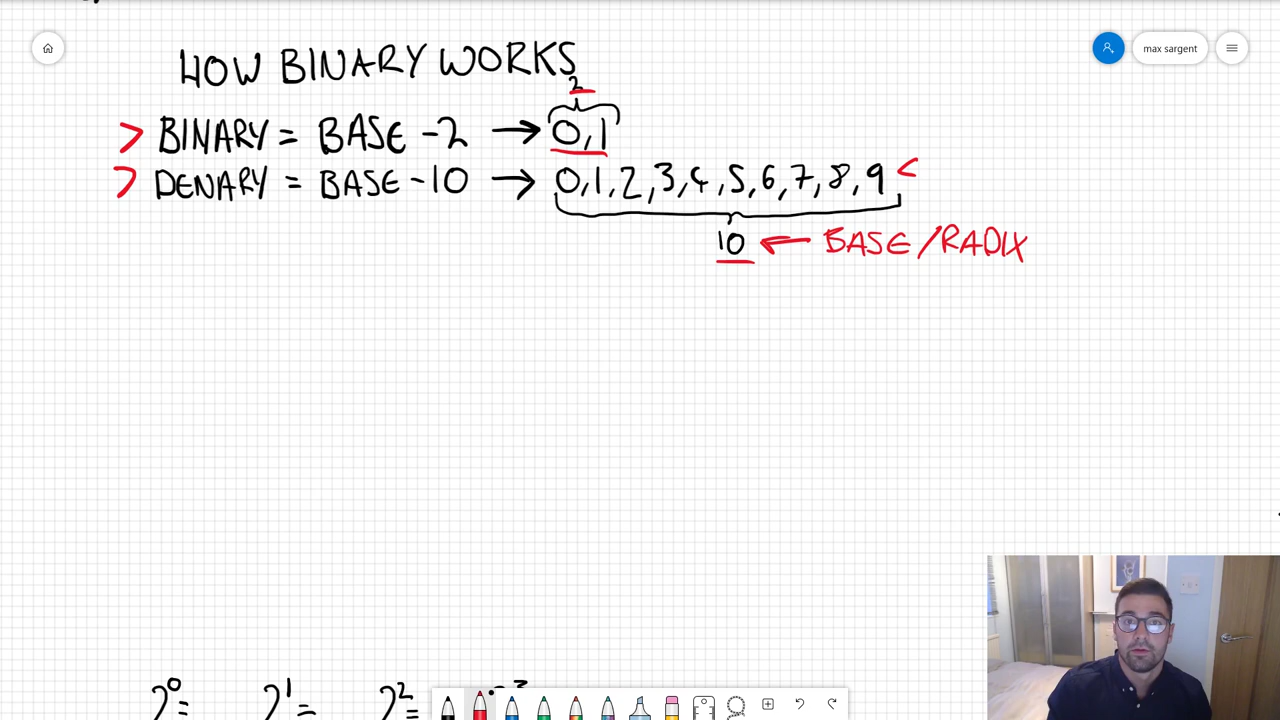 HOW BINARY WORKS
2
> BINARY = BASE-2 → 0,1
> DENARY = BASE-10 → 0,1,2,3,4,5,6,7,8,9 <
10 ← BASE/RADIX
2⁰= 2¹= 2²=
max sargent